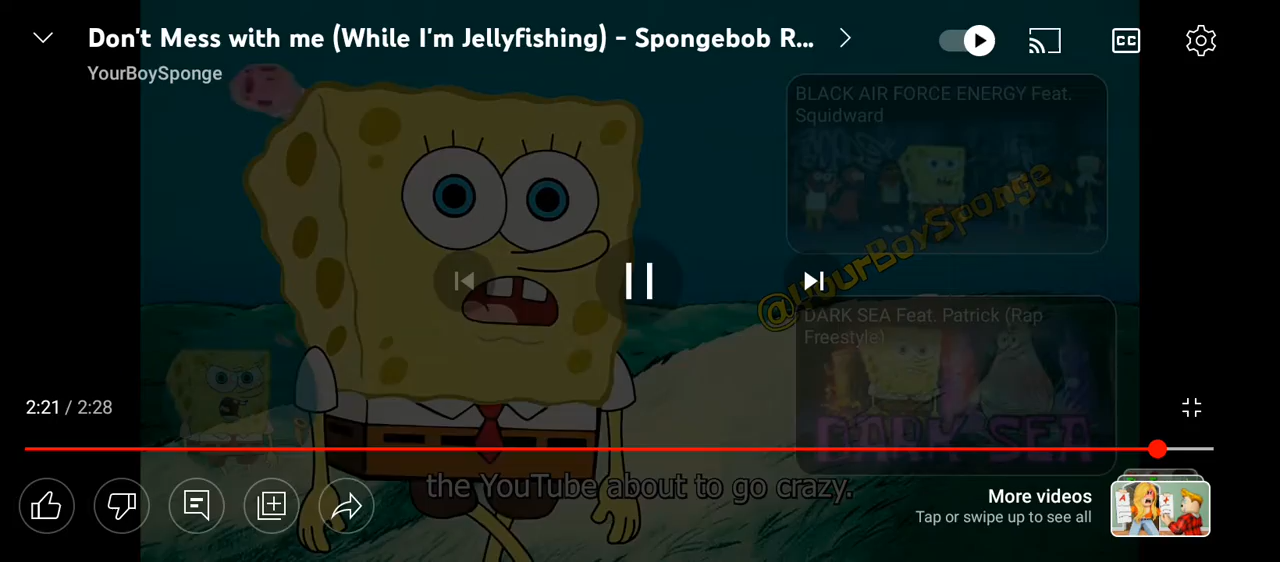 Don't Mess with me (While I'm Jellyfishing) - Spongebob R...
YourBoySponge
CC
BLACK AIR FORCE ENERGY Feat.
Squidward
@YourBoySponge
DARK SEA Feat. Patrick (Rap
Freestyle)
DARK SEA
2:21 / 2:28
the YouTube about to go crazy.
More videos
Tap or swipe up to see all